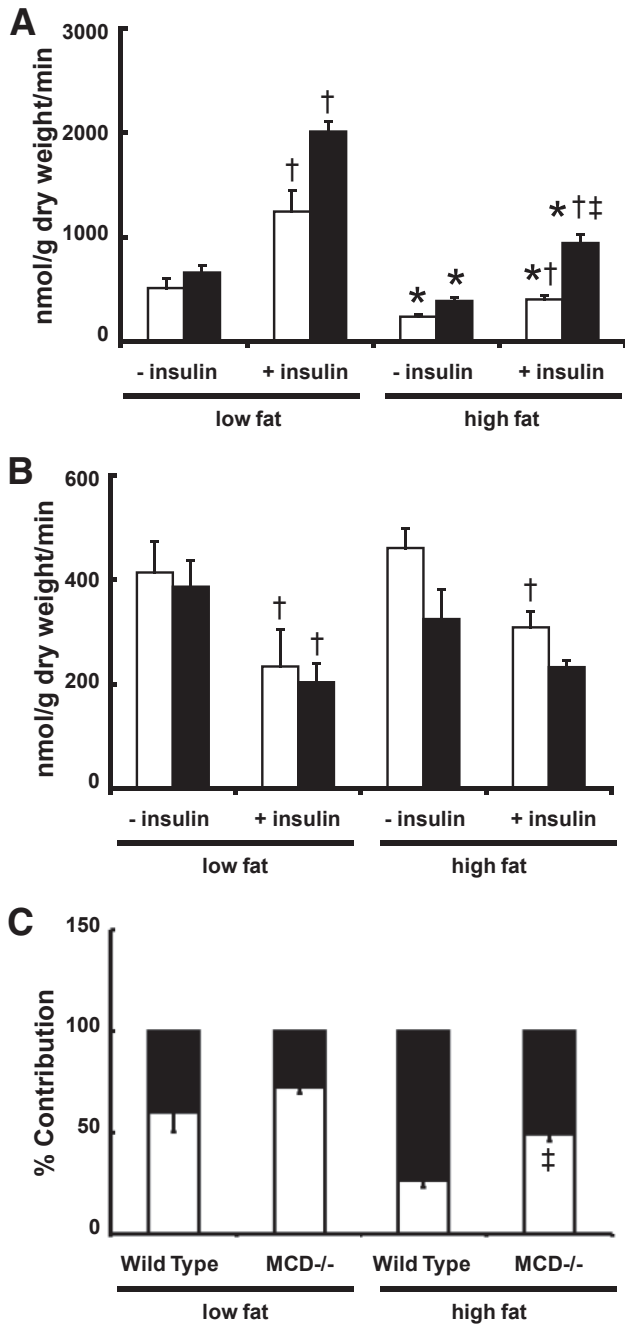 A
nmol/g dry weight/min
3000
2000
1000
0
†
†
*
*
*†
*†‡
- insulin
+ insulin
- insulin
+ insulin
low fat
high fat
B
nmol/g dry weight/min
600
400
200
0
†
†
†
- insulin
+ insulin
- insulin
+ insulin
low fat
high fat
C
% Contribution
150
100
50
0
‡
Wild Type
MCD-/-
Wild Type
MCD-/-
low fat
high fat